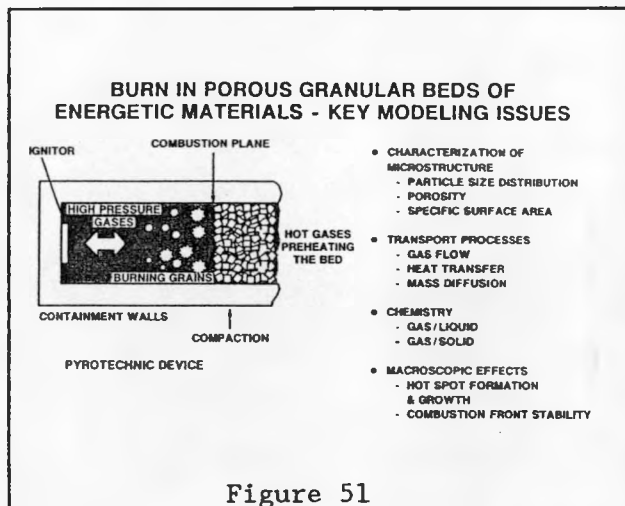 BURN IN POROUS GRANULAR BEDS OF
ENERGETIC MATERIALS - KEY MODELING ISSUES
IGNITOR
COMBUSTION PLANE
HIGH PRESSURE
GASES
BURNING GRAINS
HOT GASES
PREHEATING
THE BED
CONTAINMENT WALLS
COMPACTION
PYROTECHNIC DEVICE
• CHARACTERIZATION OF
MICROSTRUCTURE
- PARTICLE SIZE DISTRIBUTION
- POROSITY
- SPECIFIC SURFACE AREA
• TRANSPORT PROCESSES
- GAS FLOW
- HEAT TRANSFER
- MASS DIFFUSION
• CHEMISTRY
- GAS/LIQUID
- GAS/SOLID
• MACROSCOPIC EFFECTS
- HOT SPOT FORMATION
& GROWTH
- COMBUSTION FRONT STABILITY
Figure 51